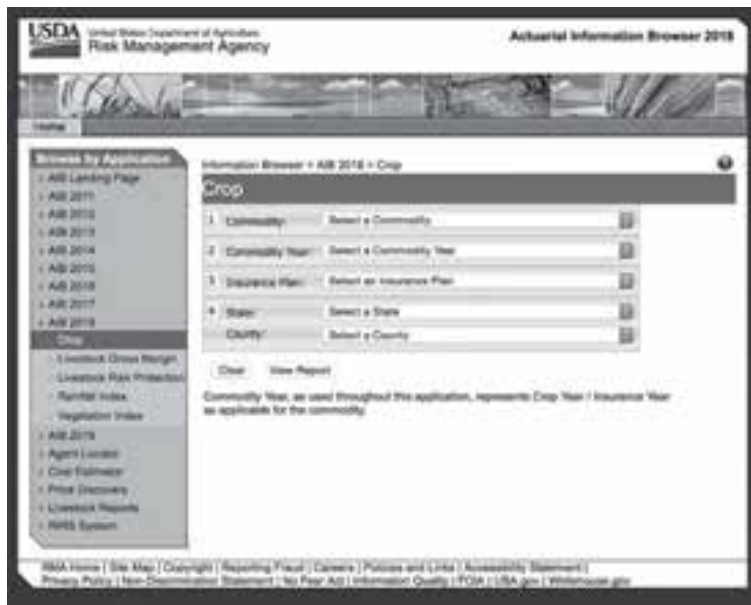 USDA United States Department of Agriculture
Risk Management Agency
Actuarial Information Browser 2018
Home
Browse by Application
AIB Landing Page
AIB 2011
AIB 2012
AIB 2013
AIB 2014
AIB 2015
AIB 2016
AIB 2017
AIB 2018
Crop
Livestock Gross Margin
Livestock Risk Protection
Rainfall Index
Vegetation Index
AIB 2019
Agent Locator
Cost Estimator
Price Discovery
Livestock Reports
RIRS System
Information Browser > AIB 2018 > Crop
Crop
1 Commodity: Select a Commodity
2 Commodity Year: Select a Commodity Year
3 Insurance Plan: Select an Insurance Plan
4 State: Select a State
County: Select a County
Clear View Report
Commodity Year, as used throughout this application, represents Crop Year / Insurance Year
as applicable for the commodity.
RMA Home | Site Map | Copyright | Reporting Fraud | Careers | Policies and Links | Accessibility Statement |
Privacy Policy | Non-Discrimination Statement | No Fear Act | Information Quality | FOIA | USA.gov | Whitehouse.gov